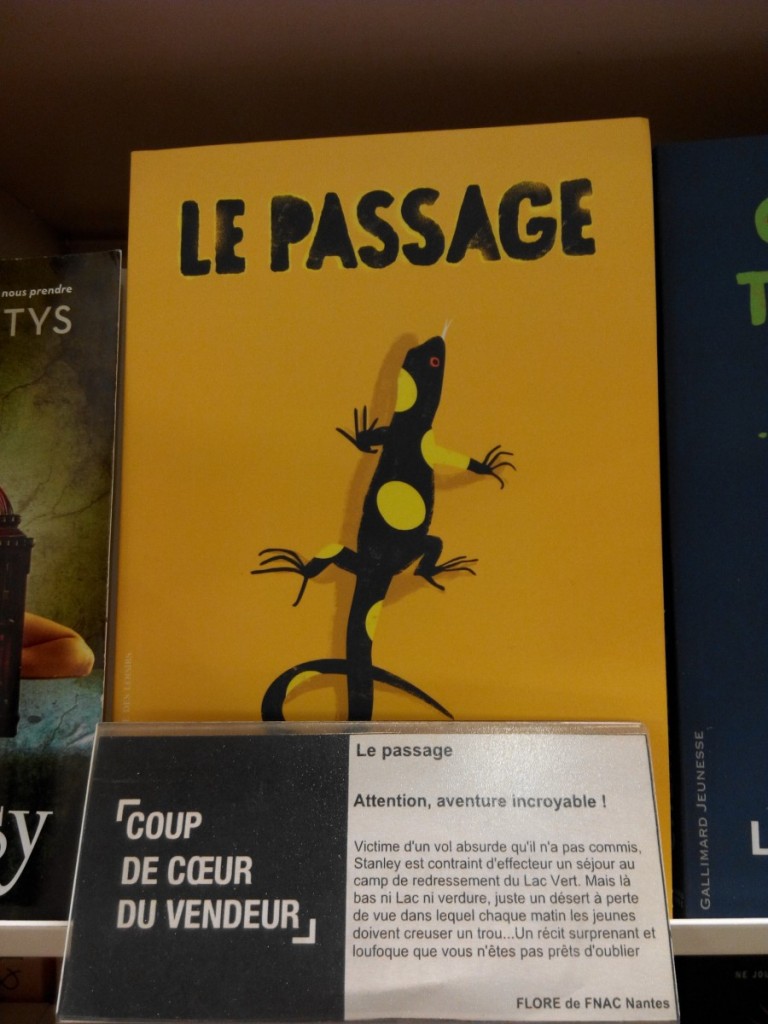 LE PASSAGE
nous prendre
TYS
GALLIMARD JEUNESSE
sy
Le passage
Attention, aventure incroyable !
COUP
DE CŒUR
DU VENDEUR
Victime d'un vol absurde qu'il n'a pas commis,
Stanley est contraint d'effecteur un séjour au
camp de redressement du Lac Vert. Mais là
bas ni Lac ni verdure, juste un désert à perte
de vue dans lequel chaque matin les jeunes
doivent creuser un trou...Un récit surprenant et
loufoque que vous n'êtes pas prêts d'oublier
FLORE de FNAC Nantes